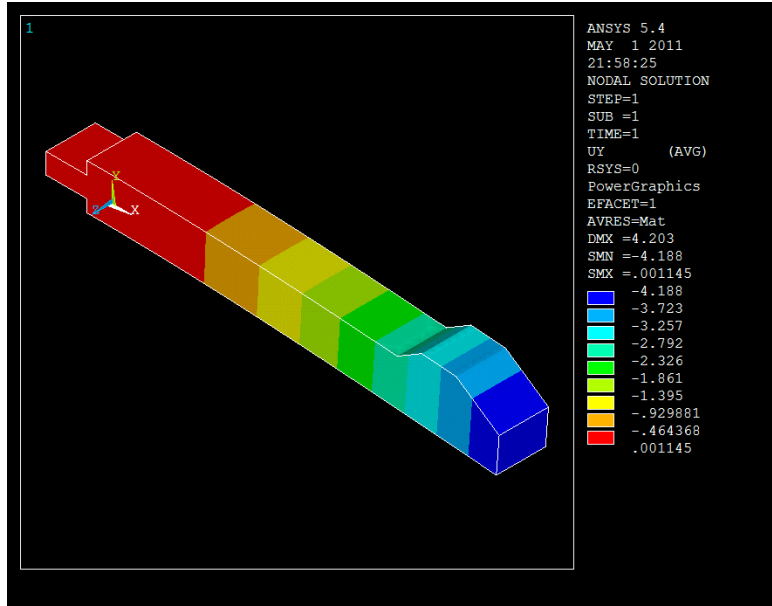 1
ANSYS 5.4
MAY  1 2011
21:58:25
NODAL SOLUTION
STEP=1
SUB =1
TIME=1
UY       (AVG)
RSYS=0
PowerGraphics
EFACET=1
AVRES=Mat
DMX =4.203
SMN =-4.188
SMX =.001145
-4.188
-3.723
-3.257
-2.792
-2.326
-1.861
-1.395
-.929881
-.464368
.001145
Y
Z
X